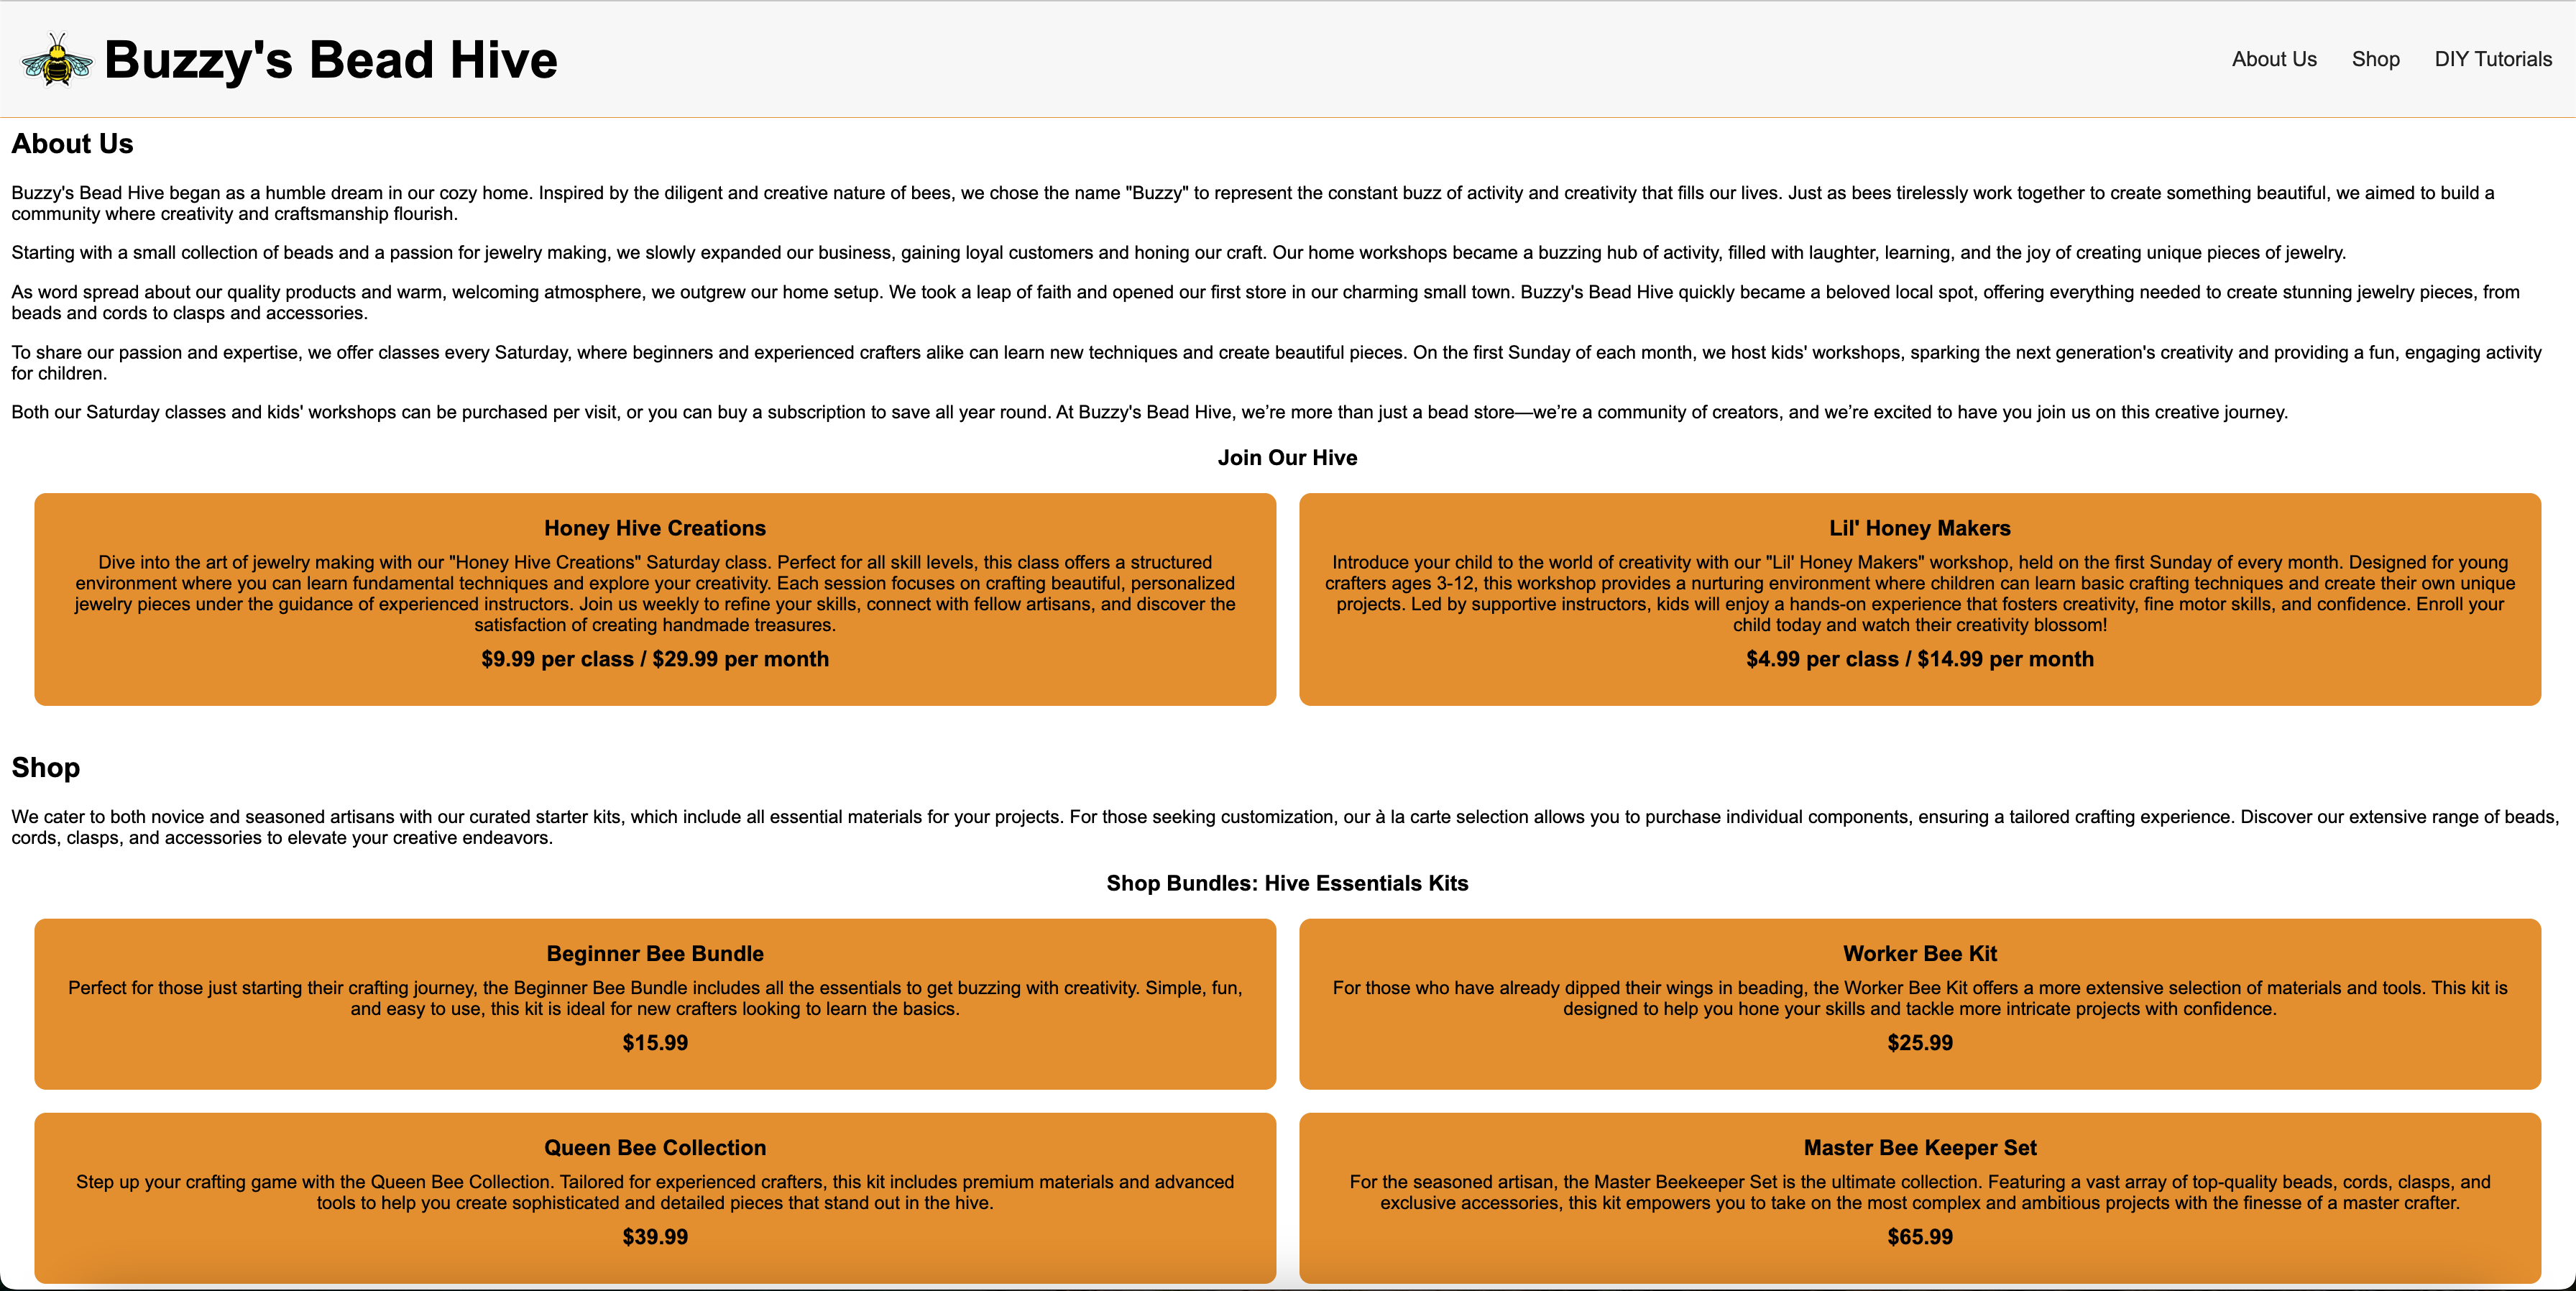 Buzzy's Bead Hive
About Us
Shop
DIY Tutorials
About Us
Buzzy's Bead Hive began as a humble dream in our cozy home. Inspired by the diligent and creative nature of bees, we chose the name "Buzzy" to represent the constant buzz of activity and creativity that fills our lives. Just as bees tirelessly work together to create something beautiful, we aimed to build a
community where creativity and craftsmanship flourish.
Starting with a small collection of beads and a passion for jewelry making, we slowly expanded our business, gaining loyal customers and honing our craft. Our home workshops became a buzzing hub of activity, filled with laughter, learning, and the joy of creating unique pieces of jewelry.
As word spread about our quality products and warm, welcoming atmosphere, we outgrew our home setup. We took a leap of faith and opened our first store in our charming small town. Buzzy's Bead Hive quickly became a beloved local spot, offering everything needed to create stunning jewelry pieces, from
beads and cords to clasps and accessories.
To share our passion and expertise, we offer classes every Saturday, where beginners and experienced crafters alike can learn new techniques and create beautiful pieces. On the first Sunday of each month, we host kids' workshops, sparking the next generation's creativity and providing a fun, engaging activity
for children.
Both our Saturday classes and kids' workshops can be purchased per visit, or you can buy a subscription to save all year round. At Buzzy's Bead Hive, we’re more than just a bead store—we’re a community of creators, and we’re excited to have you join us on this creative journey.
Join Our Hive
Honey Hive Creations
Dive into the art of jewelry making with our "Honey Hive Creations" Saturday class. Perfect for all skill levels, this class offers a structured
environment where you can learn fundamental techniques and explore your creativity. Each session focuses on crafting beautiful, personalized
jewelry pieces under the guidance of experienced instructors. Join us weekly to refine your skills, connect with fellow artisans, and discover the
satisfaction of creating handmade treasures.
$9.99 per class / $29.99 per month
Lil' Honey Makers
Introduce your child to the world of creativity with our "Lil' Honey Makers" workshop, held on the first Sunday of every month. Designed for young
crafters ages 3-12, this workshop provides a nurturing environment where children can learn basic crafting techniques and create their own unique
projects. Led by supportive instructors, kids will enjoy a hands-on experience that fosters creativity, fine motor skills, and confidence. Enroll your
child today and watch their creativity blossom!
$4.99 per class / $14.99 per month
Shop
We cater to both novice and seasoned artisans with our curated starter kits, which include all essential materials for your projects. For those seeking customization, our à la carte selection allows you to purchase individual components, ensuring a tailored crafting experience. Discover our extensive range of beads,
cords, clasps, and accessories to elevate your creative endeavors.
Shop Bundles: Hive Essentials Kits
Beginner Bee Bundle
Perfect for those just starting their crafting journey, the Beginner Bee Bundle includes all the essentials to get buzzing with creativity. Simple, fun,
and easy to use, this kit is ideal for new crafters looking to learn the basics.
$15.99
Worker Bee Kit
For those who have already dipped their wings in beading, the Worker Bee Kit offers a more extensive selection of materials and tools. This kit is
designed to help you hone your skills and tackle more intricate projects with confidence.
$25.99
Queen Bee Collection
Step up your crafting game with the Queen Bee Collection. Tailored for experienced crafters, this kit includes premium materials and advanced
tools to help you create sophisticated and detailed pieces that stand out in the hive.
$39.99
Master Bee Keeper Set
For the seasoned artisan, the Master Beekeeper Set is the ultimate collection. Featuring a vast array of top-quality beads, cords, clasps, and
exclusive accessories, this kit empowers you to take on the most complex and ambitious projects with the finesse of a master crafter.
$65.99